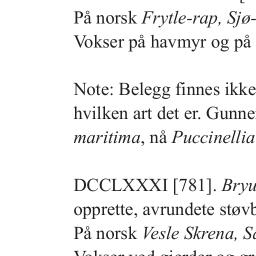 På norsk Frytle-rap, Sjø-
Vokser på havmyr og på
Note: Belegg finnes ikke
hvilken art det er. Gunne
maritima, nå Puccinellia
DCCLXXXI [781]. Bryu
opprette, avrundete støvb
På norsk Vesle Skrena, S